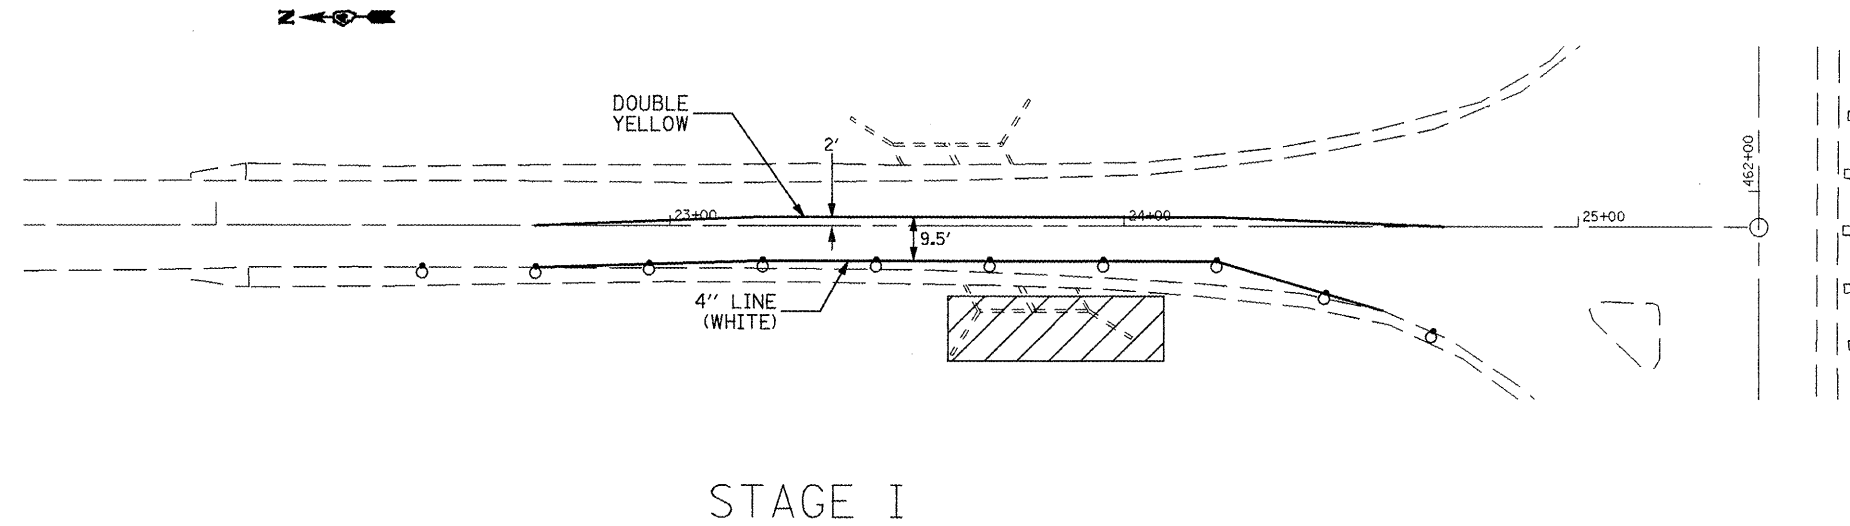 N
DOUBLE
YELLOW
2'
462+00
23+00
24+00
25+00
9.5'
4'' LINE
(WHITE)
STAGE I